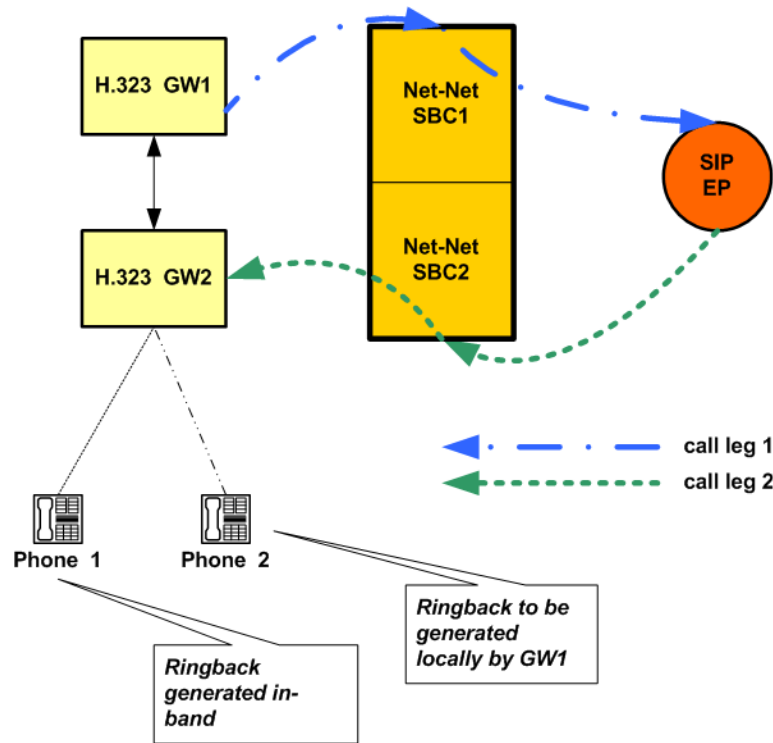 H.323 GW1
Net-Net
SBC1
SIP
EP
H.323 GW2
Net-Net
SBC2
call leg 1
call leg 2
Phone 1
Phone 2
Ringback to be
generated
locally by GW1
Ringback
generated in-
band